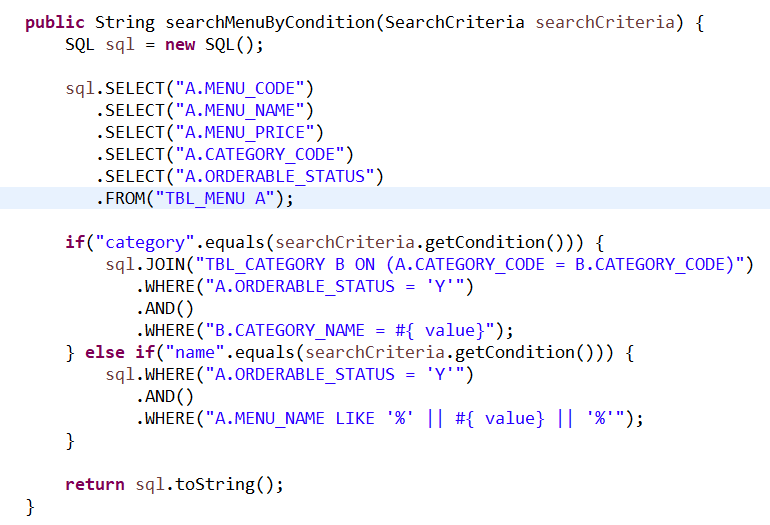 public String searchMenuByCondition(SearchCriteria searchCriteria) {
    SQL sql = new SQL();

    sql.SELECT("A.MENU_CODE")
       .SELECT("A.MENU_NAME")
       .SELECT("A.MENU_PRICE")
       .SELECT("A.CATEGORY_CODE")
       .SELECT("A.ORDERABLE_STATUS")
       .FROM("TBL_MENU A");

    if("category".equals(searchCriteria.getCondition())) {
        sql.JOIN("TBL_CATEGORY B ON (A.CATEGORY_CODE = B.CATEGORY_CODE)")
           .WHERE("A.ORDERABLE_STATUS = 'Y'")
           .AND()
           .WHERE("B.CATEGORY_NAME = #{ value}");
    } else if("name".equals(searchCriteria.getCondition())) {
        sql.WHERE("A.ORDERABLE_STATUS = 'Y'")
           .AND()
           .WHERE("A.MENU_NAME LIKE '%' || #{ value} || '%'");
    }

    return sql.toString();
}